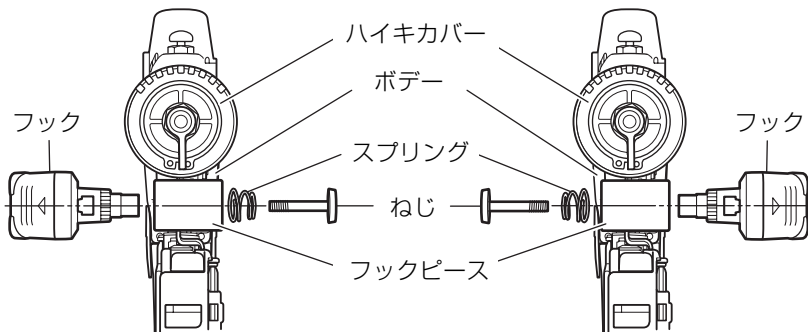 ハイキカバー
ボデー
フック
フック
スプリング
ねじ
フックピース